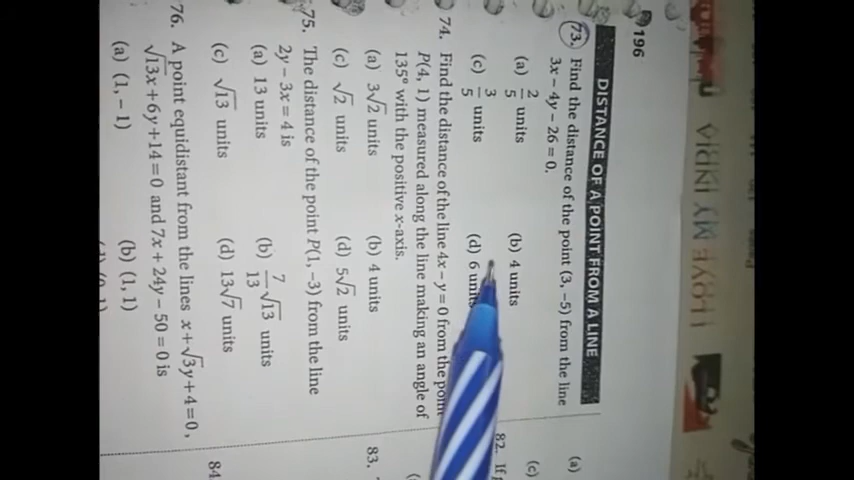 196
DISTANCE OF A POINT FROM A LINE
73. Find the distance of the point (3, −5) from the line
3x − 4y − 26 = 0.
(a) 2/5 units (b) 4 units
(c) 3/5 units (d) 6 units
74. Find the distance of the line 4x − y = 0 from the point
P(4, 1) measured along the line making an angle of
135° with the positive x-axis.
(a) 3√2 units (b) 4 units
(c) √2 units (d) 5√2 units
75. The distance of the point P(1, −3) from the line
2y − 3x = 4 is
(a) 13 units (b) 7/13 √13 units
(c) √13 units (d) 13√7 units
76. A point equidistant from the lines x + √3y + 4 = 0,
√13x + 6y + 14 = 0 and 7x + 24y − 50 = 0 is
(a) (1, − 1) (b) (1, 1)
(a)
(c)
82. If
83.
84
I LOVE MY INDIA